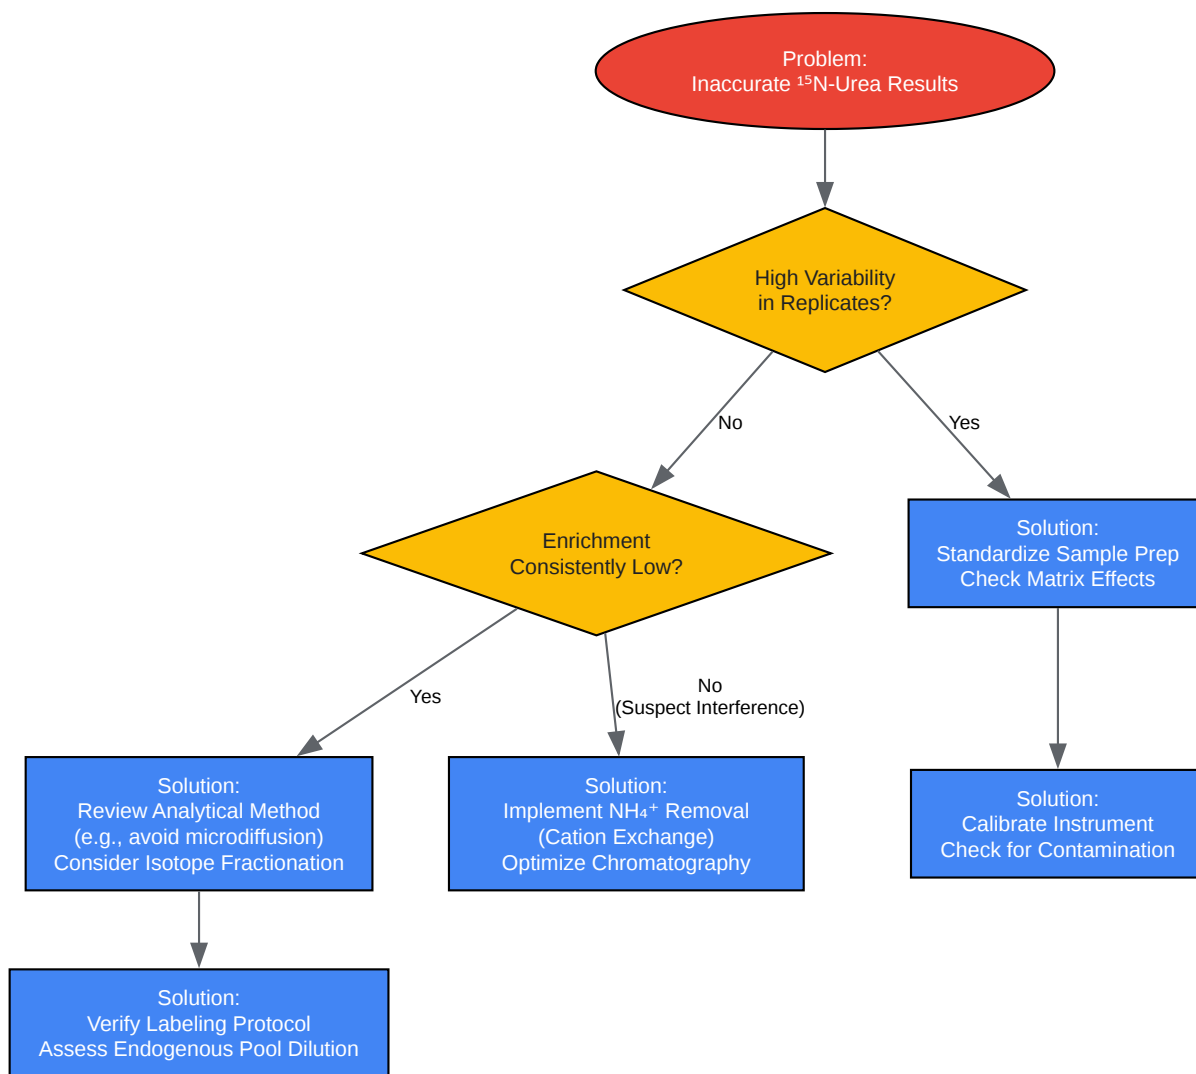 Problem:
Inaccurate ¹⁵N-Urea Results
High Variability
in Replicates?
No
Yes
Enrichment
Consistently Low?
Solution:
Standardize Sample Prep
Check Matrix Effects
Yes
No
(Suspect Interference)
Solution:
Review Analytical Method
(e.g., avoid microdiffusion)
Consider Isotope Fractionation
Solution:
Implement NH₄⁺ Removal
(Cation Exchange)
Optimize Chromatography
Solution:
Calibrate Instrument
Check for Contamination
Solution:
Verify Labeling Protocol
Assess Endogenous Pool Dilution